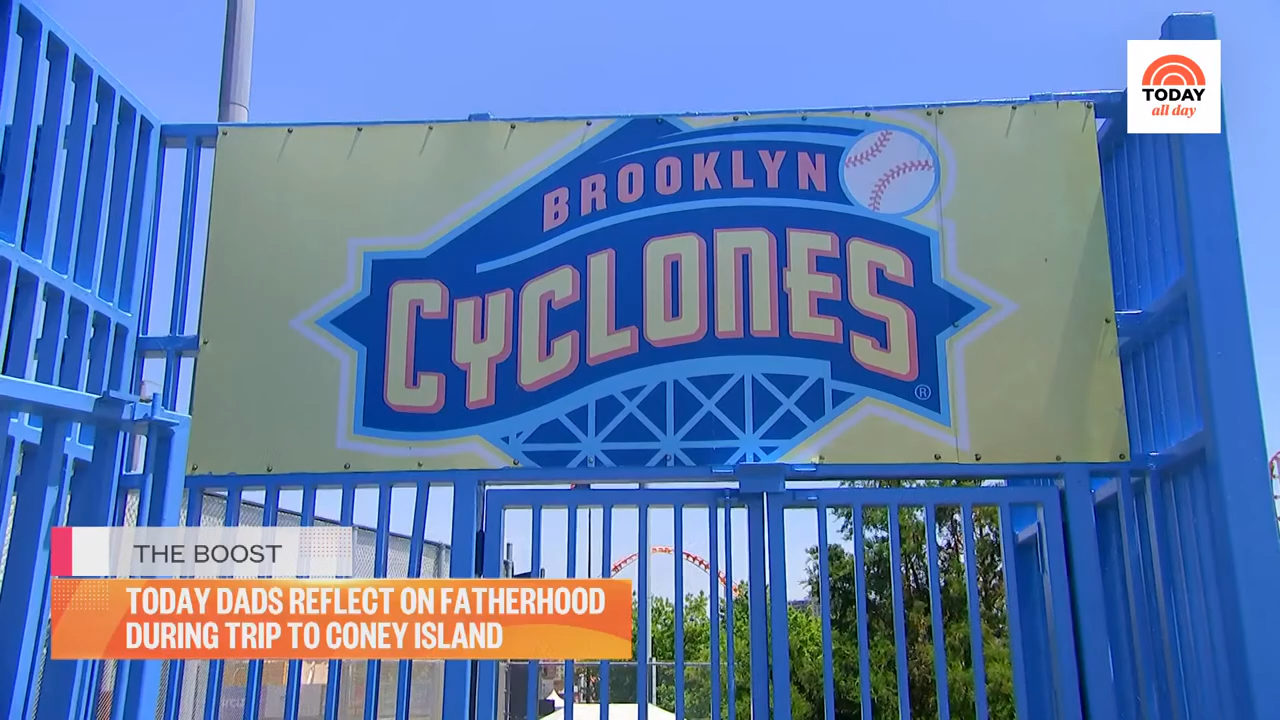 TODAY
all day
BROOKLYN
CYCLONES
®
THE BOOST
TODAY DADS REFLECT ON FATHERHOOD
DURING TRIP TO CONEY ISLAND